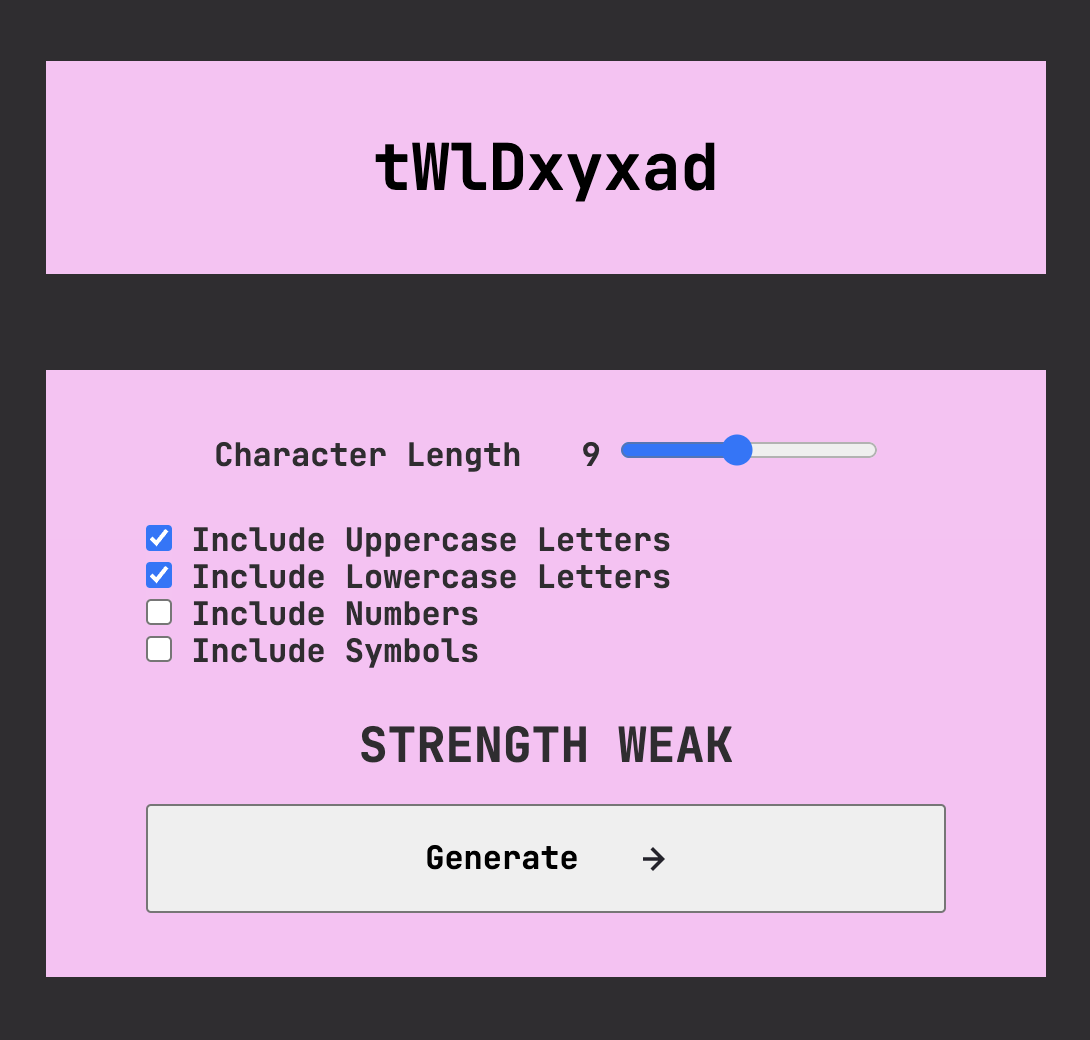 tWlDxyxad
Character Length 9
Include Uppercase Letters
Include Lowercase Letters
Include Numbers
Include Symbols
STRENGTH WEAK
Generate →